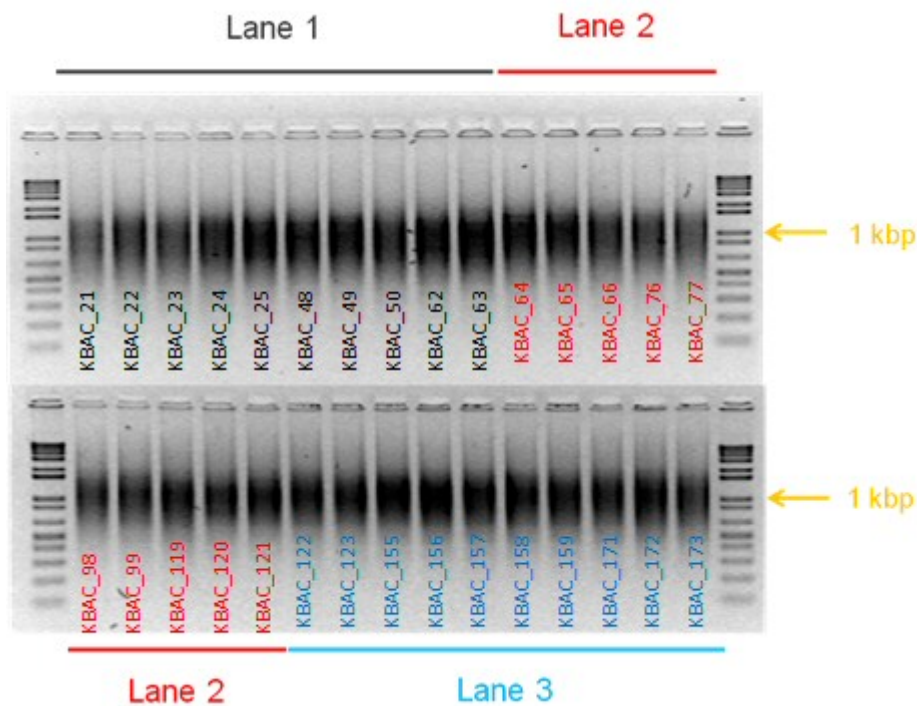 Lane 1 Lane 2
1 kbp
KBAC_21
KBAC_22
KBAC_23
KBAC_24
KBAC_25
KBAC_48
KBAC_49
KBAC_50
KBAC_62
KBAC_63
KBAC_64
KBAC_65
KBAC_66
KBAC_76
KBAC_77
1 kbp
KBAC_98
KBAC_99
KBAC_119
KBAC_120
KBAC_121
KBAC_122
KBAC_123
KBAC_155
KBAC_156
KBAC_157
KBAC_158
KBAC_159
KBAC_171
KBAC_172
KBAC_173
Lane 2 Lane 3